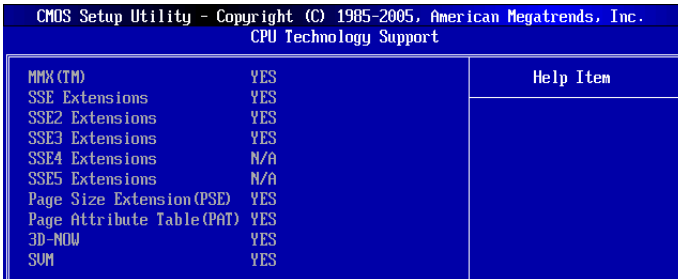 CMOS Setup Utility - Copyright (C) 1985-2005, American Megatrends, Inc.
CPU Technology Support
MMX(TM) YES
Help Item
SSE Extensions YES
SSE2 Extensions YES
SSE3 Extensions YES
SSE4 Extensions N/A
SSE5 Extensions N/A
Page Size Extension(PSE) YES
Page Attribute Table(PAT) YES
3D-NOW YES
SVM YES